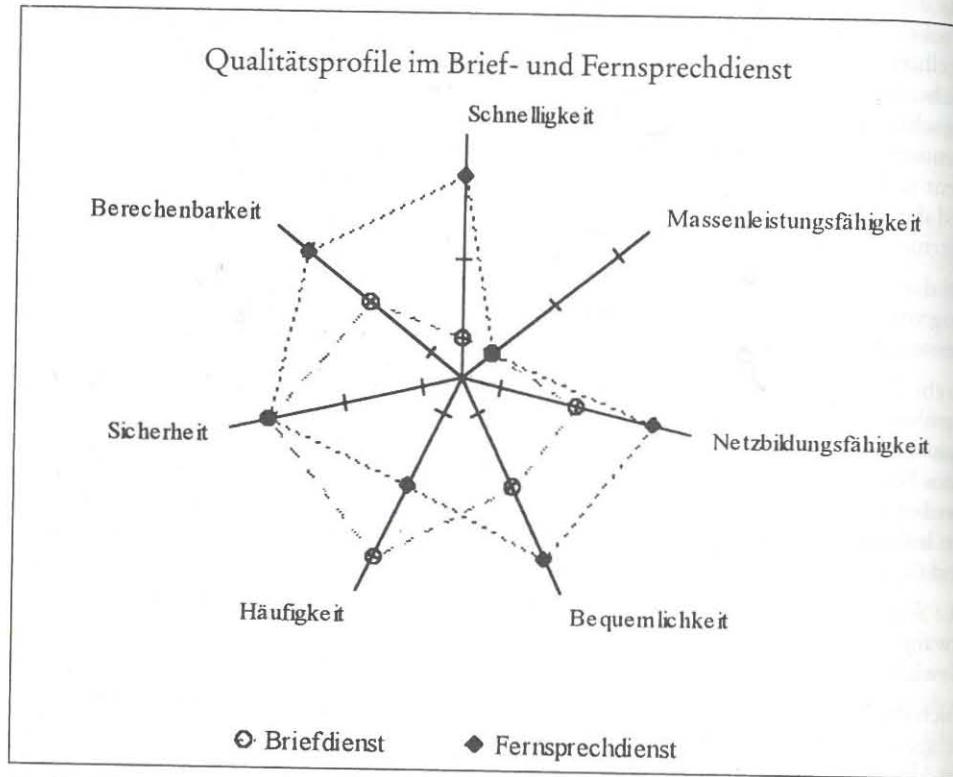 Qualitätsprofile im Brief- und Fernsprechdienst
Schnelligkeit
Berechenbarkeit
Massenleistungsfähigkeit
Sicherheit
Netzbildungsfähigkeit
Häufigkeit
Bequemlichkeit
Briefdienst
Fernsprechdienst